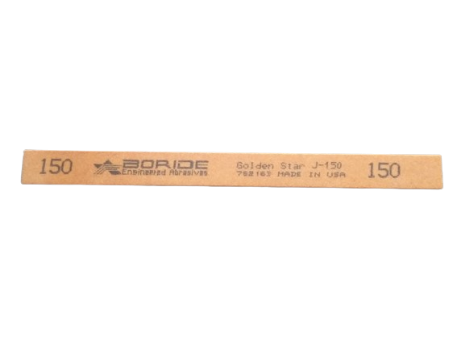 150
BORIDE
Engineered Abrasives
Golden Star J-150
MADE IN USA
150